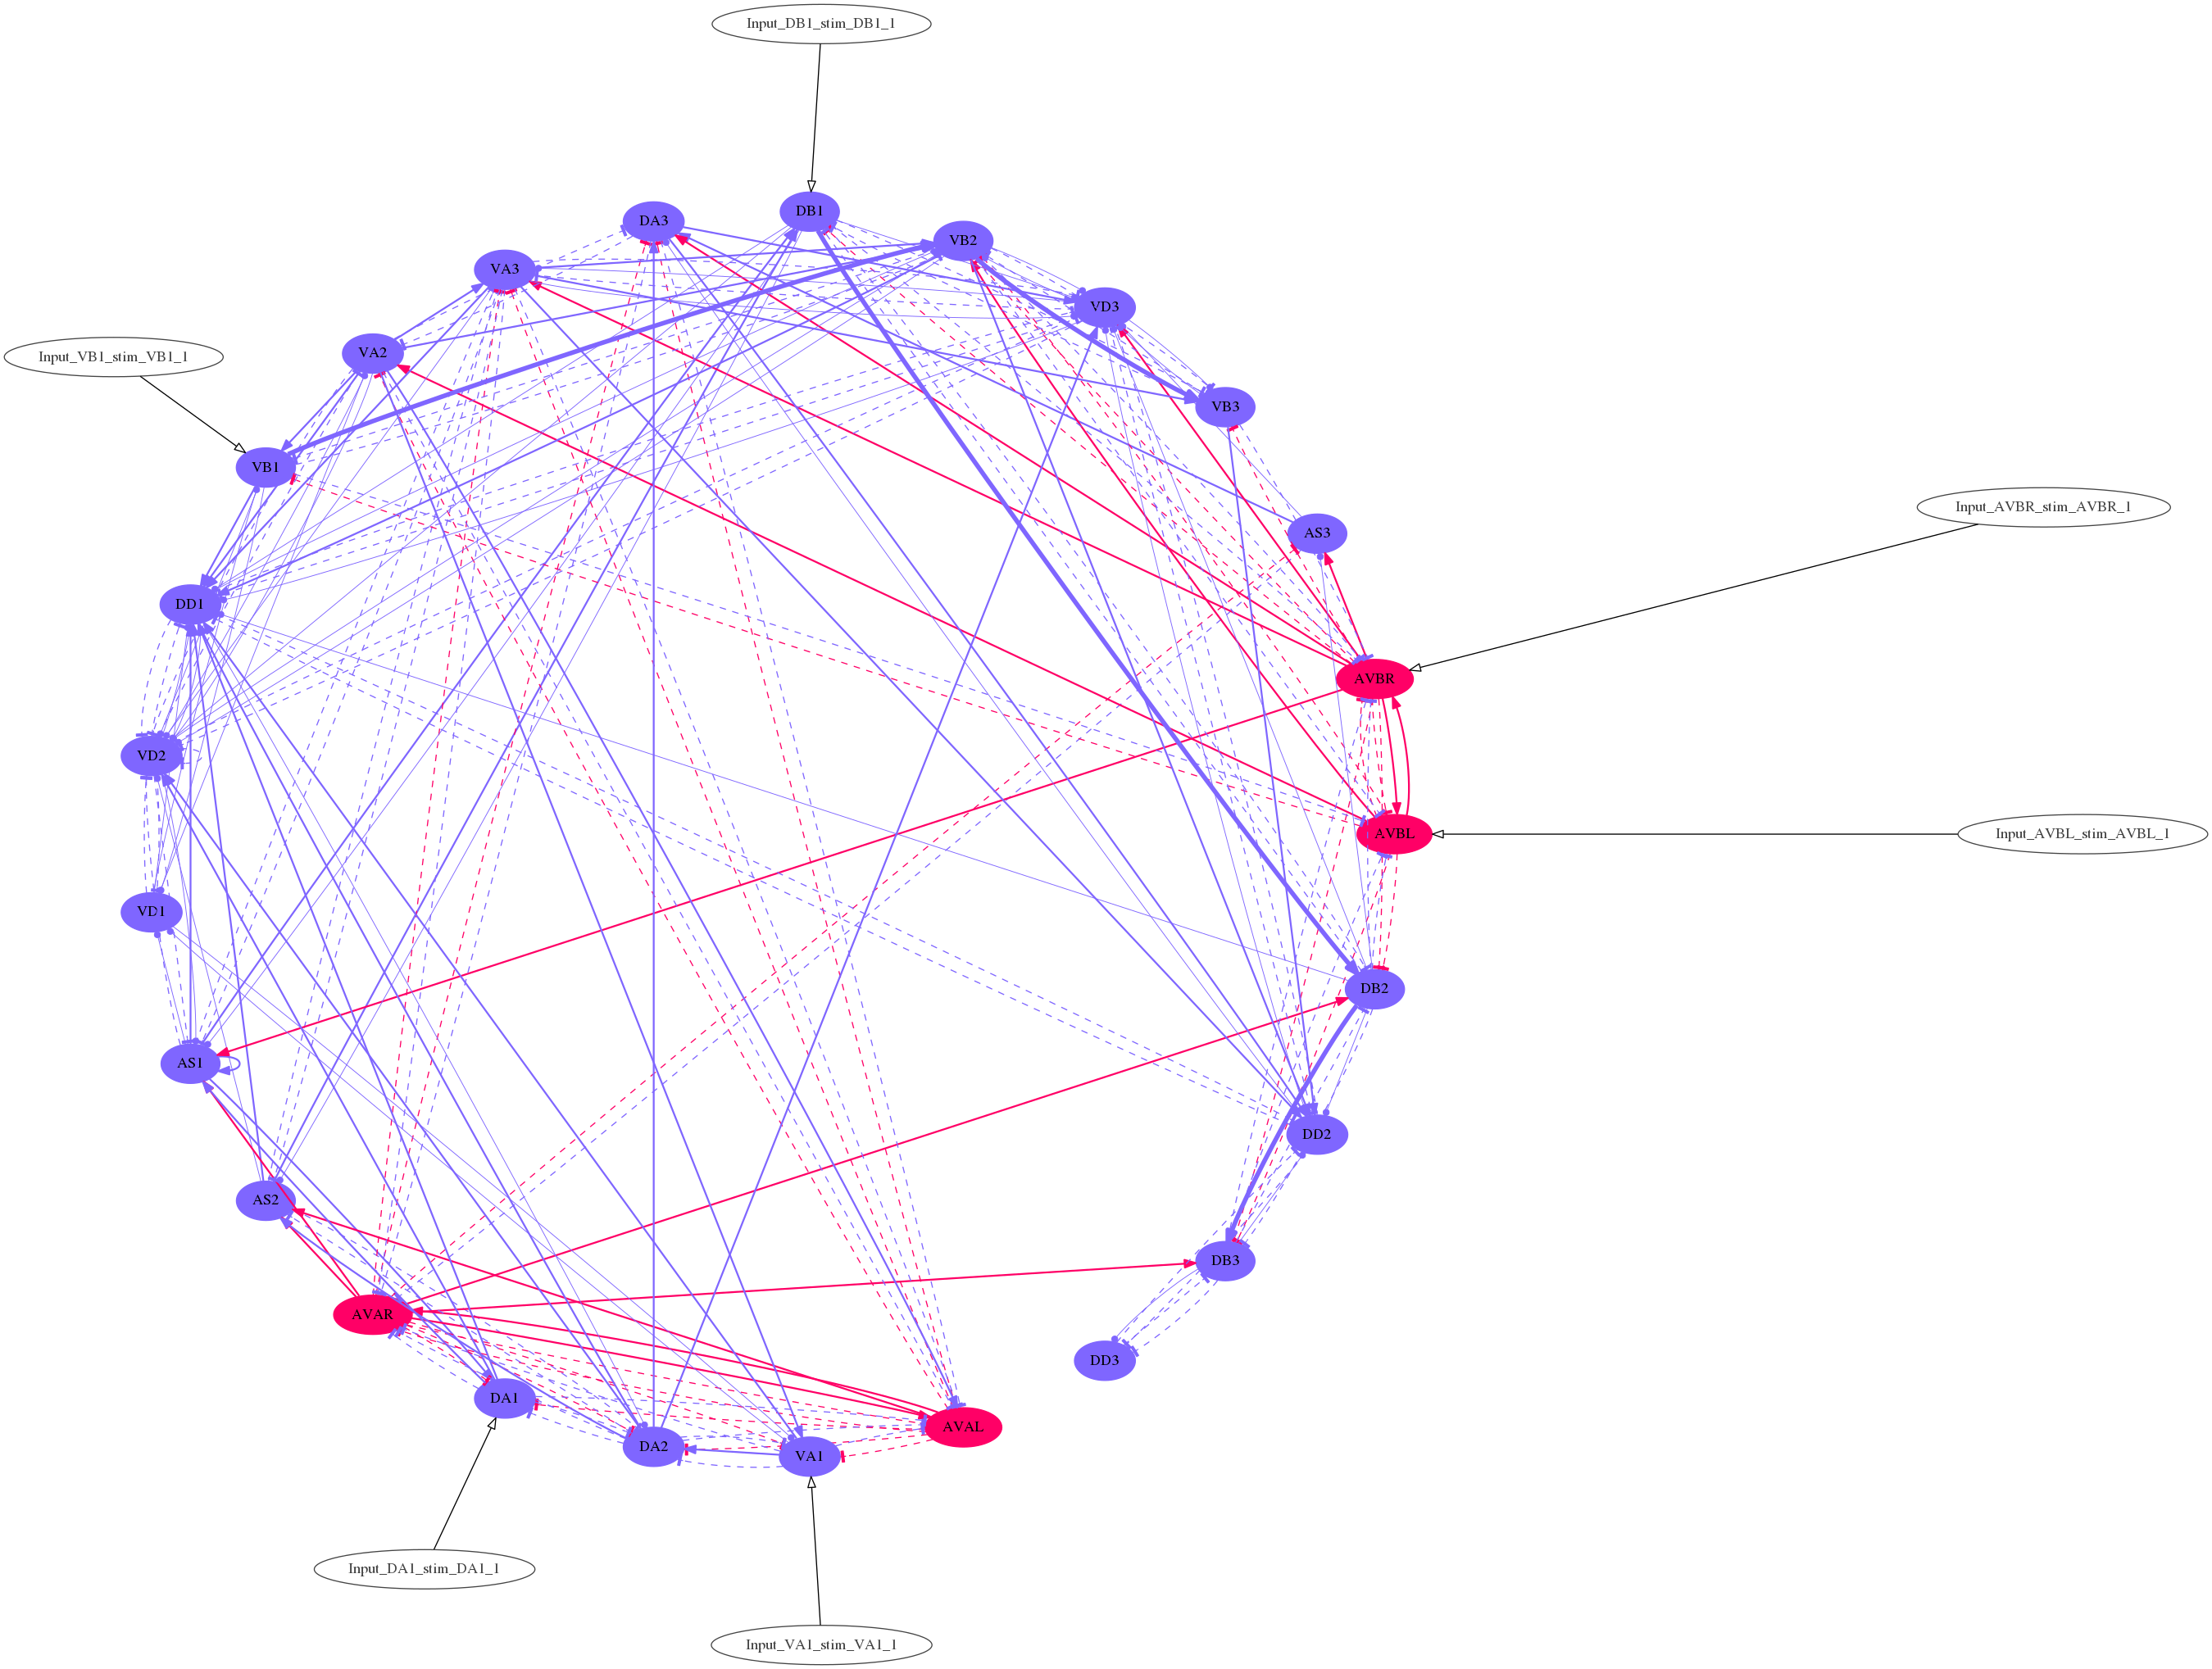 Input_DB1_stim_DB1_1
DB1
DA3
VB2
VA3
VD3
VA2
Input_VB1_stim_VB1_1
VB3
VB1
Input_AVBR_stim_AVBR_1
AS3
DD1
AVBR
VD2
AVBL
Input_AVBL_stim_AVBL_1
VD1
DB2
AS1
DD2
AS2
DB3
AVAR
DD3
DA1
AVAL
DA2
VA1
Input_DA1_stim_DA1_1
Input_VA1_stim_VA1_1